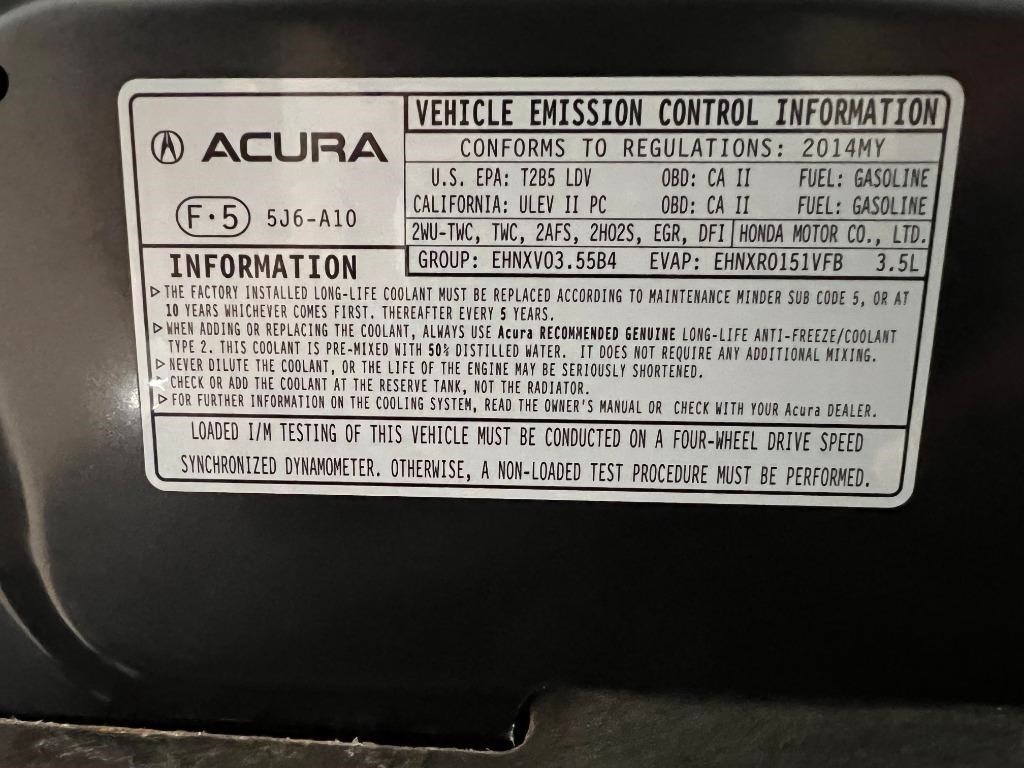 ACURA
F·5 5J6-A10
VEHICLE EMISSION CONTROL INFORMATION
CONFORMS TO REGULATIONS: 2014MY
U.S. EPA: T2B5 LDV OBD: CA II FUEL: GASOLINE
CALIFORNIA: ULEV II PC OBD: CA II FUEL: GASOLINE
2WU-TWC, TWC, 2AFS, 2HO2S, EGR, DFI HONDA MOTOR CO., LTD.
GROUP: EHNXV03.55B4 EVAP: EHNXR0151VFB 3.5L
INFORMATION
▷ THE FACTORY INSTALLED LONG-LIFE COOLANT MUST BE REPLACED ACCORDING TO MAINTENANCE MINDER SUB CODE 5, OR AT
10 YEARS WHICHEVER COMES FIRST. THEREAFTER EVERY 5 YEARS.
▷ WHEN ADDING OR REPLACING THE COOLANT, ALWAYS USE Acura RECOMMENDED GENUINE LONG-LIFE ANTI-FREEZE/COOLANT
TYPE 2. THIS COOLANT IS PRE-MIXED WITH 50% DISTILLED WATER. IT DOES NOT REQUIRE ANY ADDITIONAL MIXING.
▷ NEVER DILUTE THE COOLANT, OR THE LIFE OF THE ENGINE MAY BE SERIOUSLY SHORTENED.
▷ CHECK OR ADD THE COOLANT AT THE RESERVE TANK, NOT THE RADIATOR.
▷ FOR FURTHER INFORMATION ON THE COOLING SYSTEM, READ THE OWNER'S MANUAL OR CHECK WITH YOUR Acura DEALER.
LOADED I/M TESTING OF THIS VEHICLE MUST BE CONDUCTED ON A FOUR-WHEEL DRIVE SPEED
SYNCHRONIZED DYNAMOMETER. OTHERWISE, A NON-LOADED TEST PROCEDURE MUST BE PERFORMED.